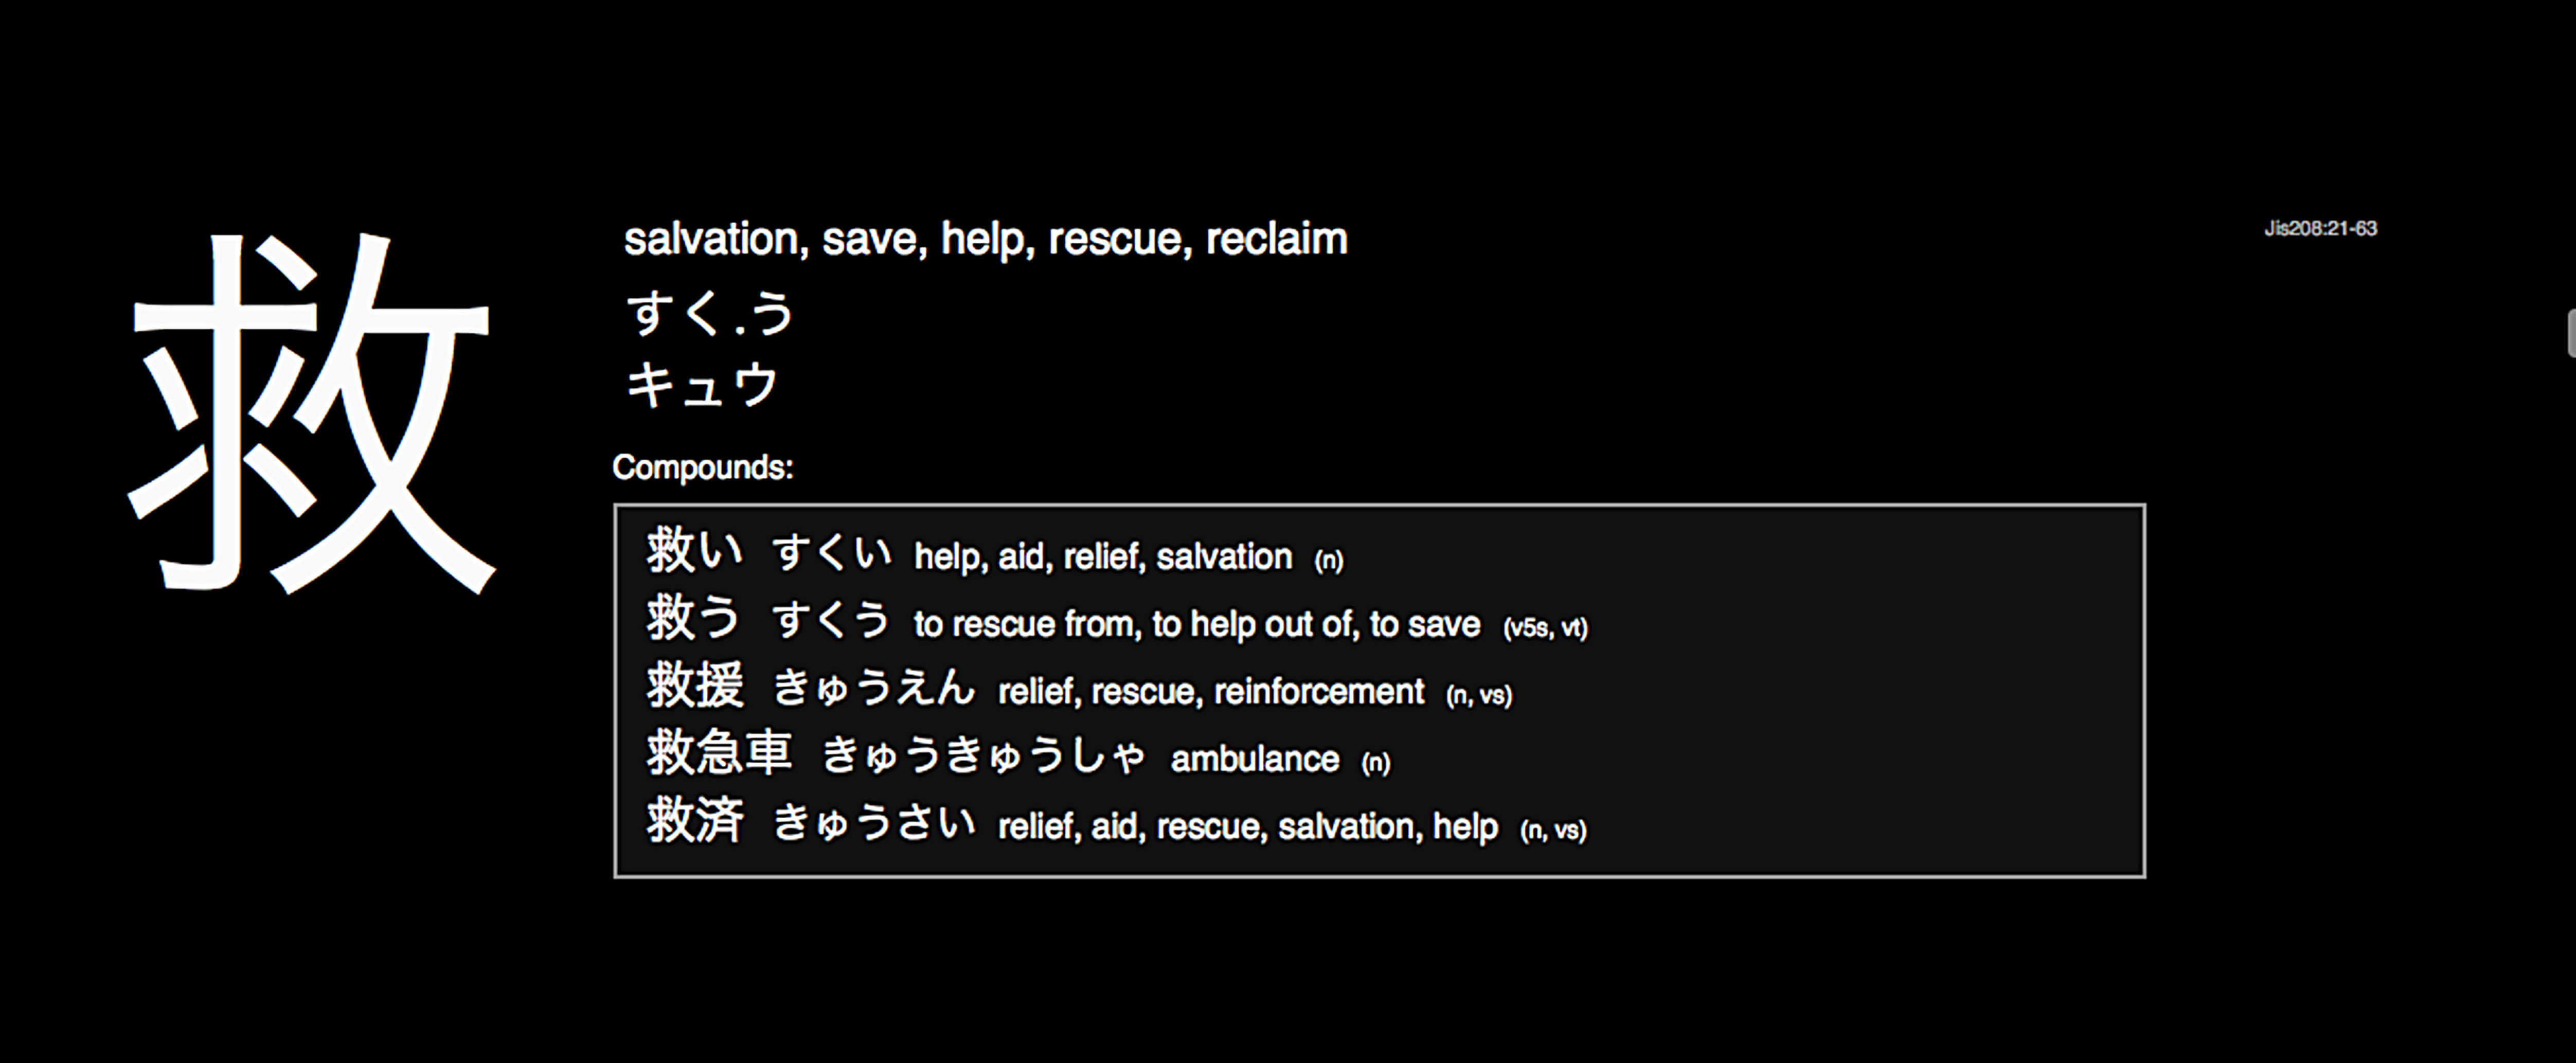 救
salvation, save, help, rescue, reclaim
Jis208:21-63
すく.う
キュウ
Compounds:
救い すくい help, aid, relief, salvation (n)
救う すくう to rescue from, to help out of, to save (v5s, vt)
救援 きゅうえん relief, rescue, reinforcement (n, vs)
救急車 きゅうきゅうしゃ ambulance (n)
救済 きゅうさい relief, aid, rescue, salvation, help (n, vs)